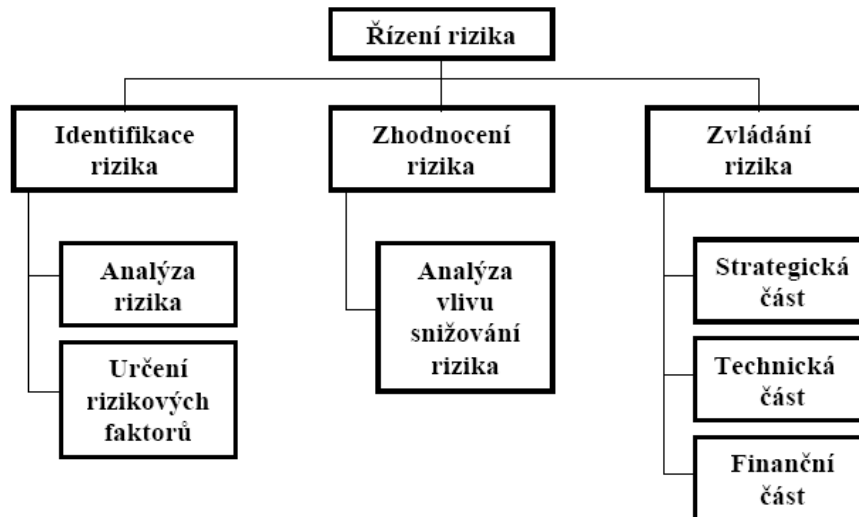 Řízení rizika
Identifikace
rizika
Analýza
rizika
Určení
rizikových
faktorů
Zhodnocení
rizika
Analýza
vlivu
snižování
rizika
Zvládání
rizika
Strategická
část
Technická
část
Finanční
část